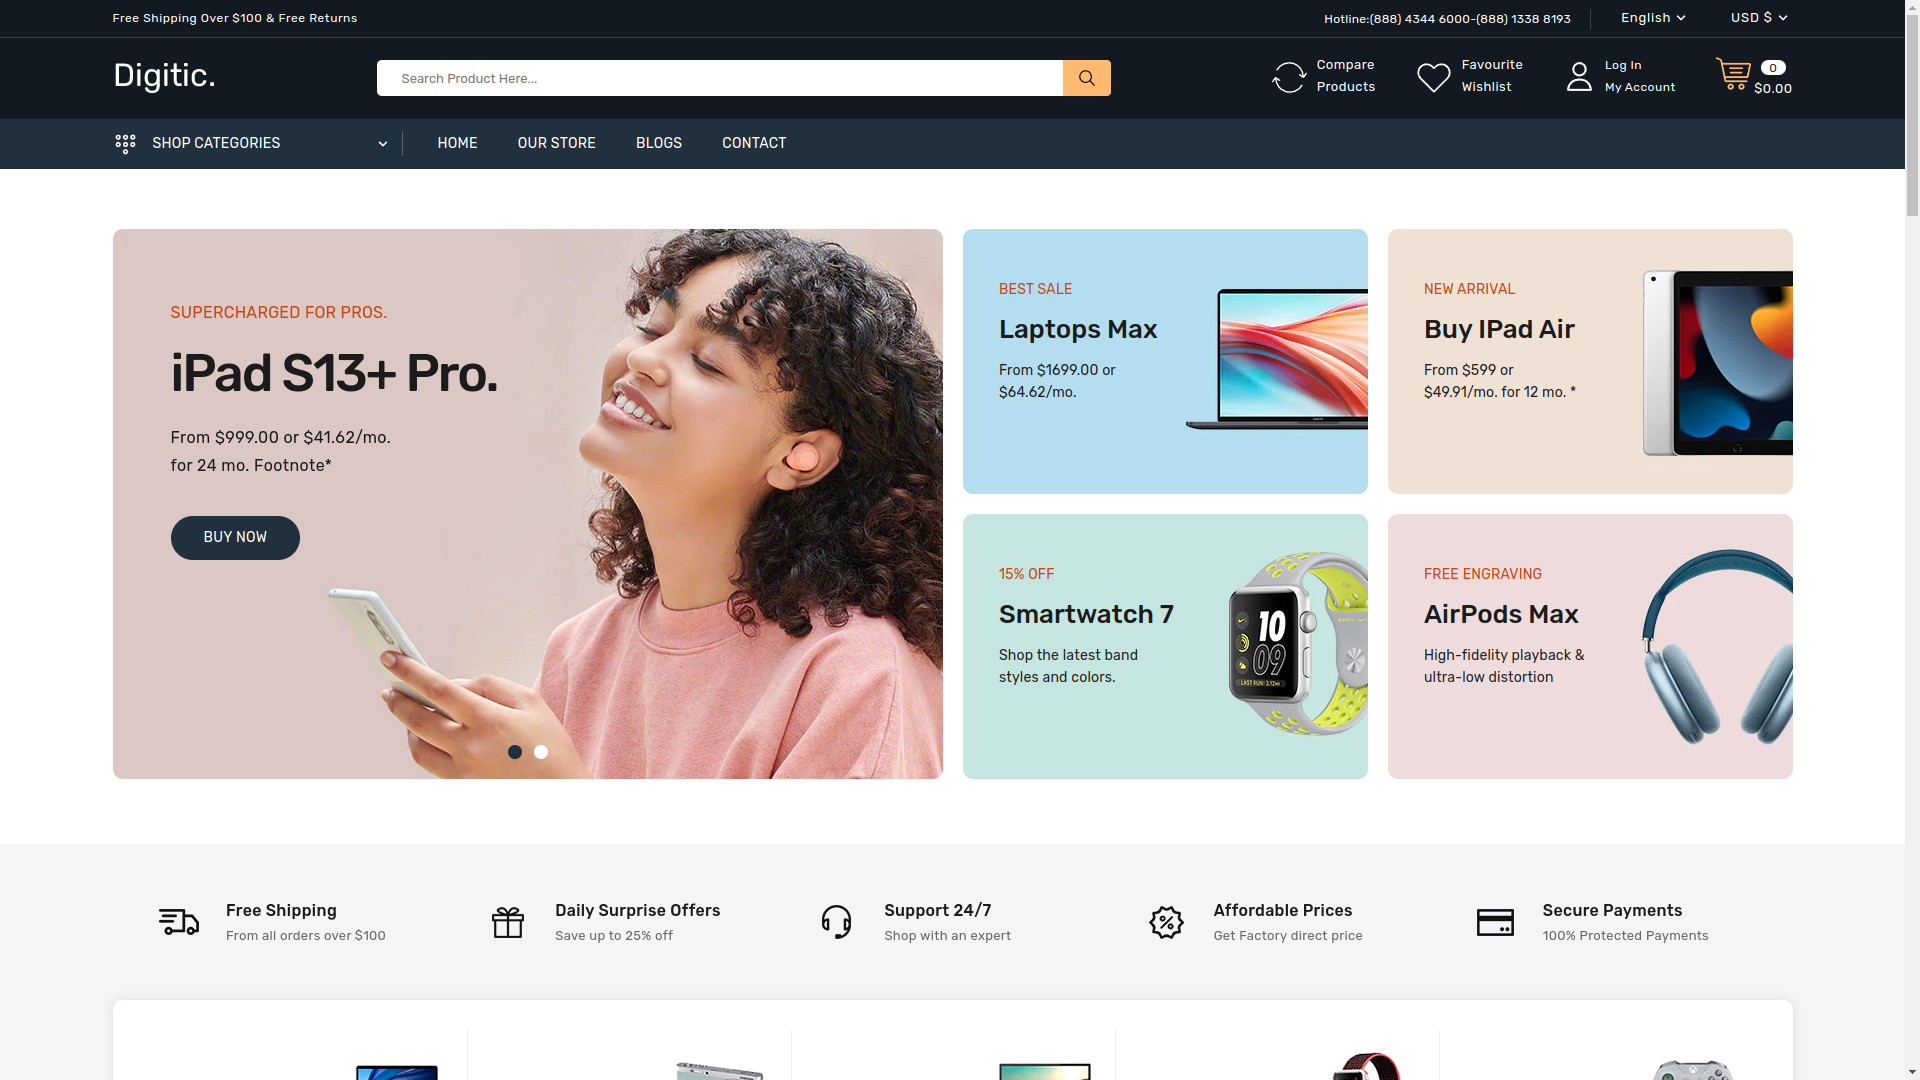 Free Shipping Over $100 & Free Returns
Hotline:(888) 4344 6000-(888) 1338 8193
English
USD $
Digitic.
Search Product Here...
Compare
Products
Favourite
Wishlist
Log In
My Account
0
$0.00
SHOP CATEGORIES
HOME
OUR STORE
BLOGS
CONTACT
SUPERCHARGED FOR PROS.
iPad S13+ Pro.
From $999.00 or $41.62/mo.
for 24 mo. Footnote*
BUY NOW
BEST SALE
Laptops Max
From $1699.00 or
$64.62/mo.
NEW ARRIVAL
Buy IPad Air
From $599 or
$49.91/mo. for 12 mo. *
15% OFF
Smartwatch 7
Shop the latest band
styles and colors.
10
09
LAST RUN: 3.12mi
FREE ENGRAVING
AirPods Max
High-fidelity playback &
ultra-low distortion
Free Shipping
From all orders over $100
Daily Surprise Offers
Save up to 25% off
Support 24/7
Shop with an expert
Affordable Prices
Get Factory direct price
Secure Payments
100% Protected Payments